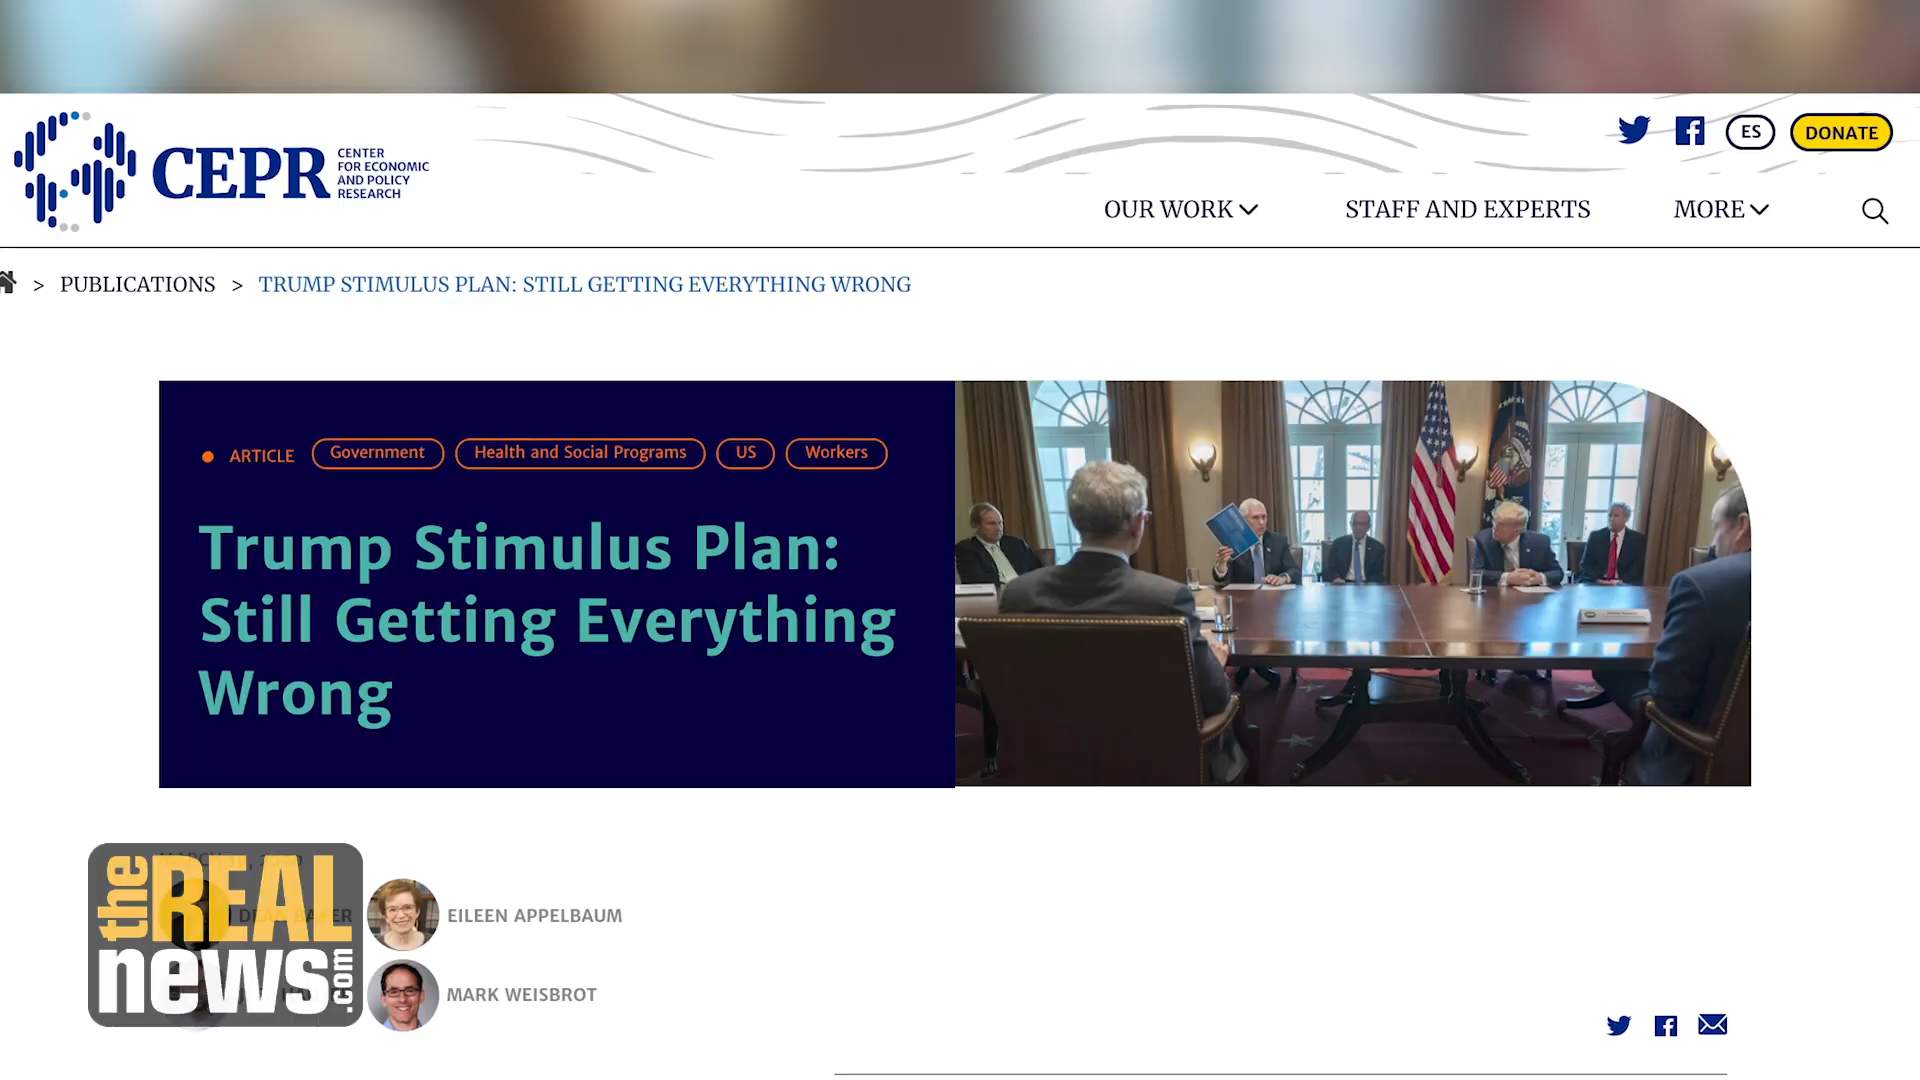 CEPR
CENTER
FOR ECONOMIC
AND POLICY
RESEARCH
ES
DONATE
OUR WORK
STAFF AND EXPERTS
MORE
> PUBLICATIONS > TRUMP STIMULUS PLAN: STILL GETTING EVERYTHING WRONG
ARTICLE
Government
Health and Social Programs
US
Workers
Trump Stimulus Plan:
Still Getting Everything
Wrong
the REAL
news.com
DEAN BAKER
EILEEN APPELBAUM
MARK WEISBROT